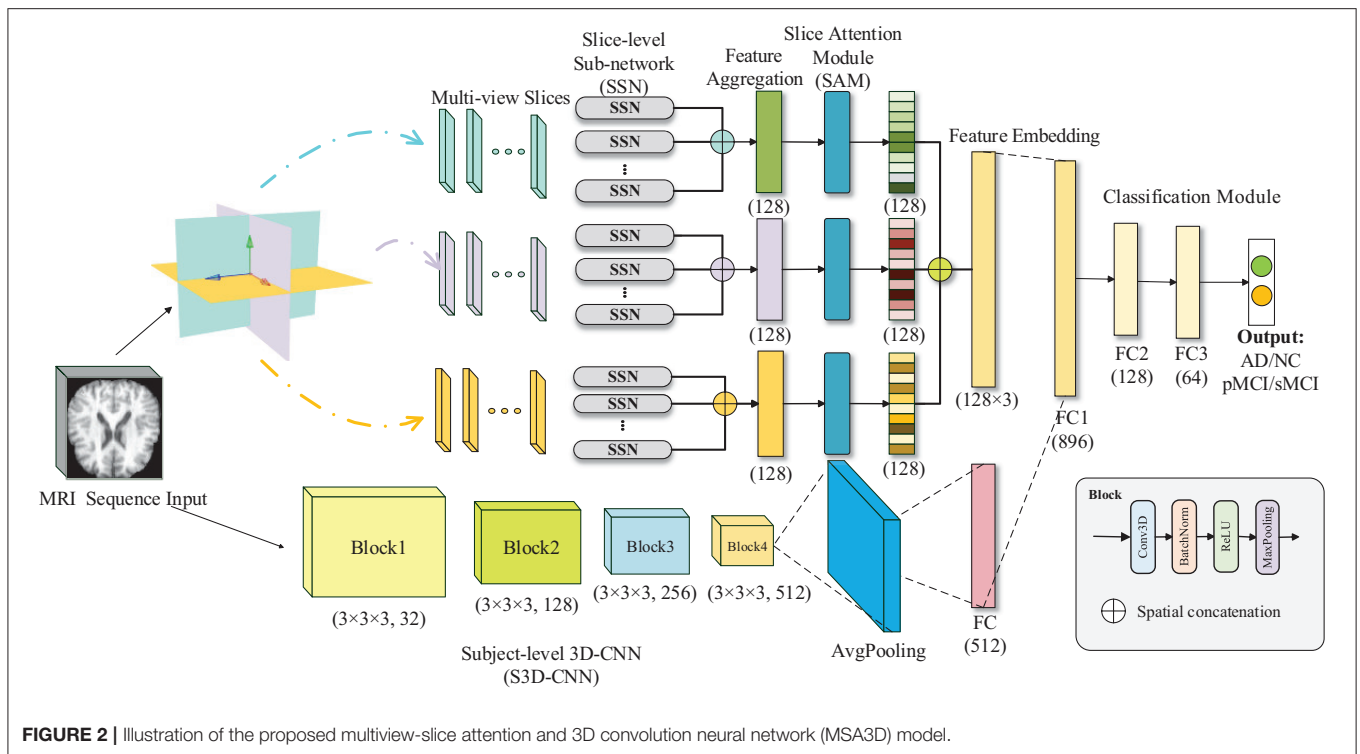 Multi-view Slices
Slice-level
Sub-network
(SSN)
Feature
Aggregation
Slice Attention
Module
(SAM)
SSN
SSN
SSN
(128)
(128)
SSN
SSN
SSN
(128)
(128)
SSN
SSN
SSN
(128)
(128)
Feature Embedding
(128×3)
FC1
(896)
Classification Module
FC2
(128)
FC3
(64)
Output:
AD/NC
pMCI/sMCI
MRI Sequence Input
Block1
(3×3×3, 32)
Block2
(3×3×3, 128)
Block3
(3×3×3, 256)
Block4
(3×3×3, 512)
Subject-level 3D-CNN
(S3D-CNN)
AvgPooling
FC
(512)
Block
Conv3D
BatchNorm
ReLU
MaxPooling
Spatial concatenation
FIGURE 2 | Illustration of the proposed multiview-slice attention and 3D convolution neural network (MSA3D) model.